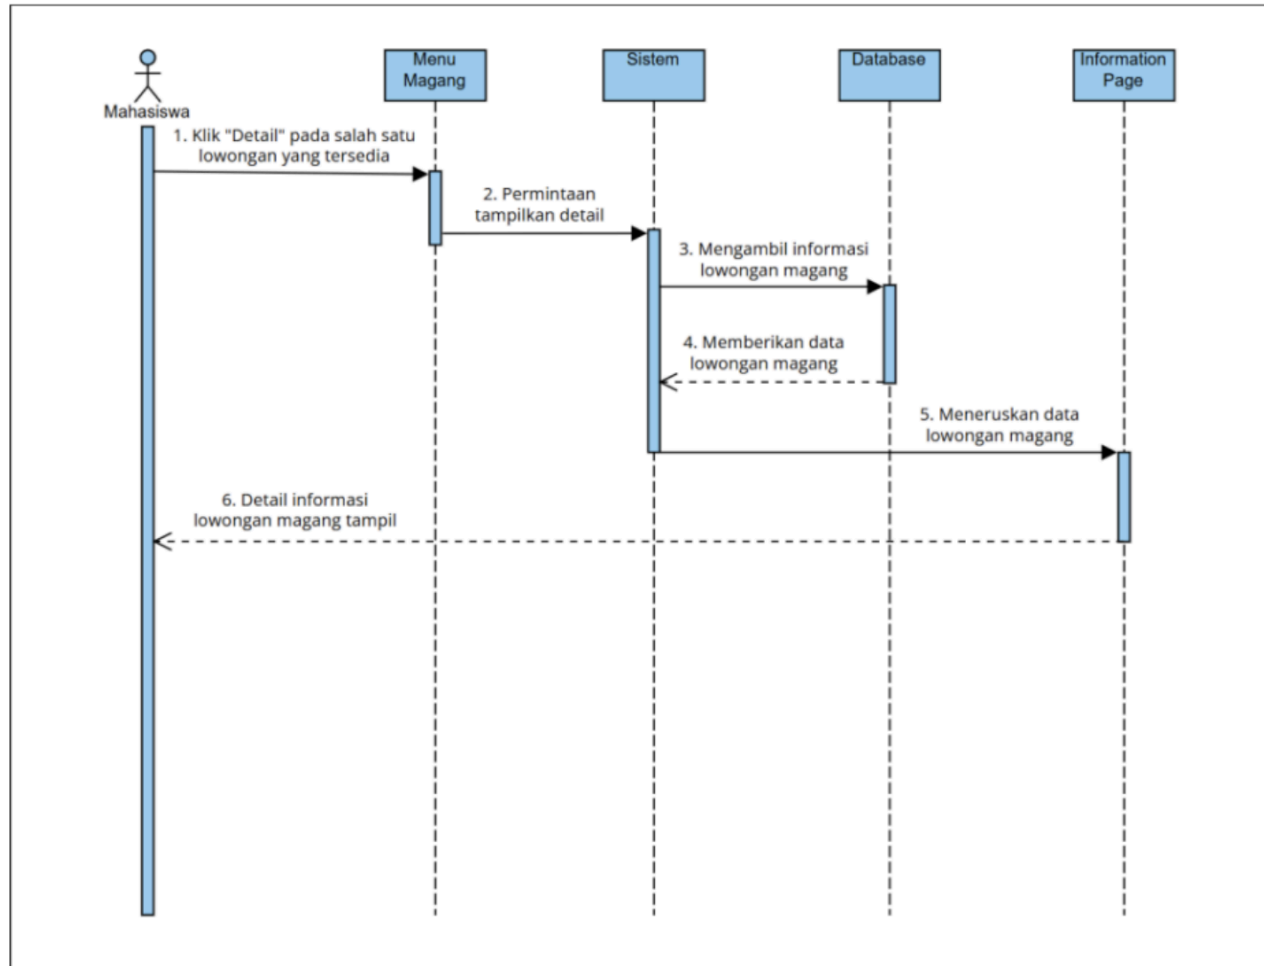 Menu
Magang
Sistem
Database
Information
Page
Mahasiswa
1. Klik "Detail" pada salah satu
lowongan yang tersedia
2. Permintaan
tampilkan detail
3. Mengambil informasi
lowongan magang
4. Memberikan data
lowongan magang
5. Meneruskan data
lowongan magang
6. Detail informasi
lowongan magang tampil